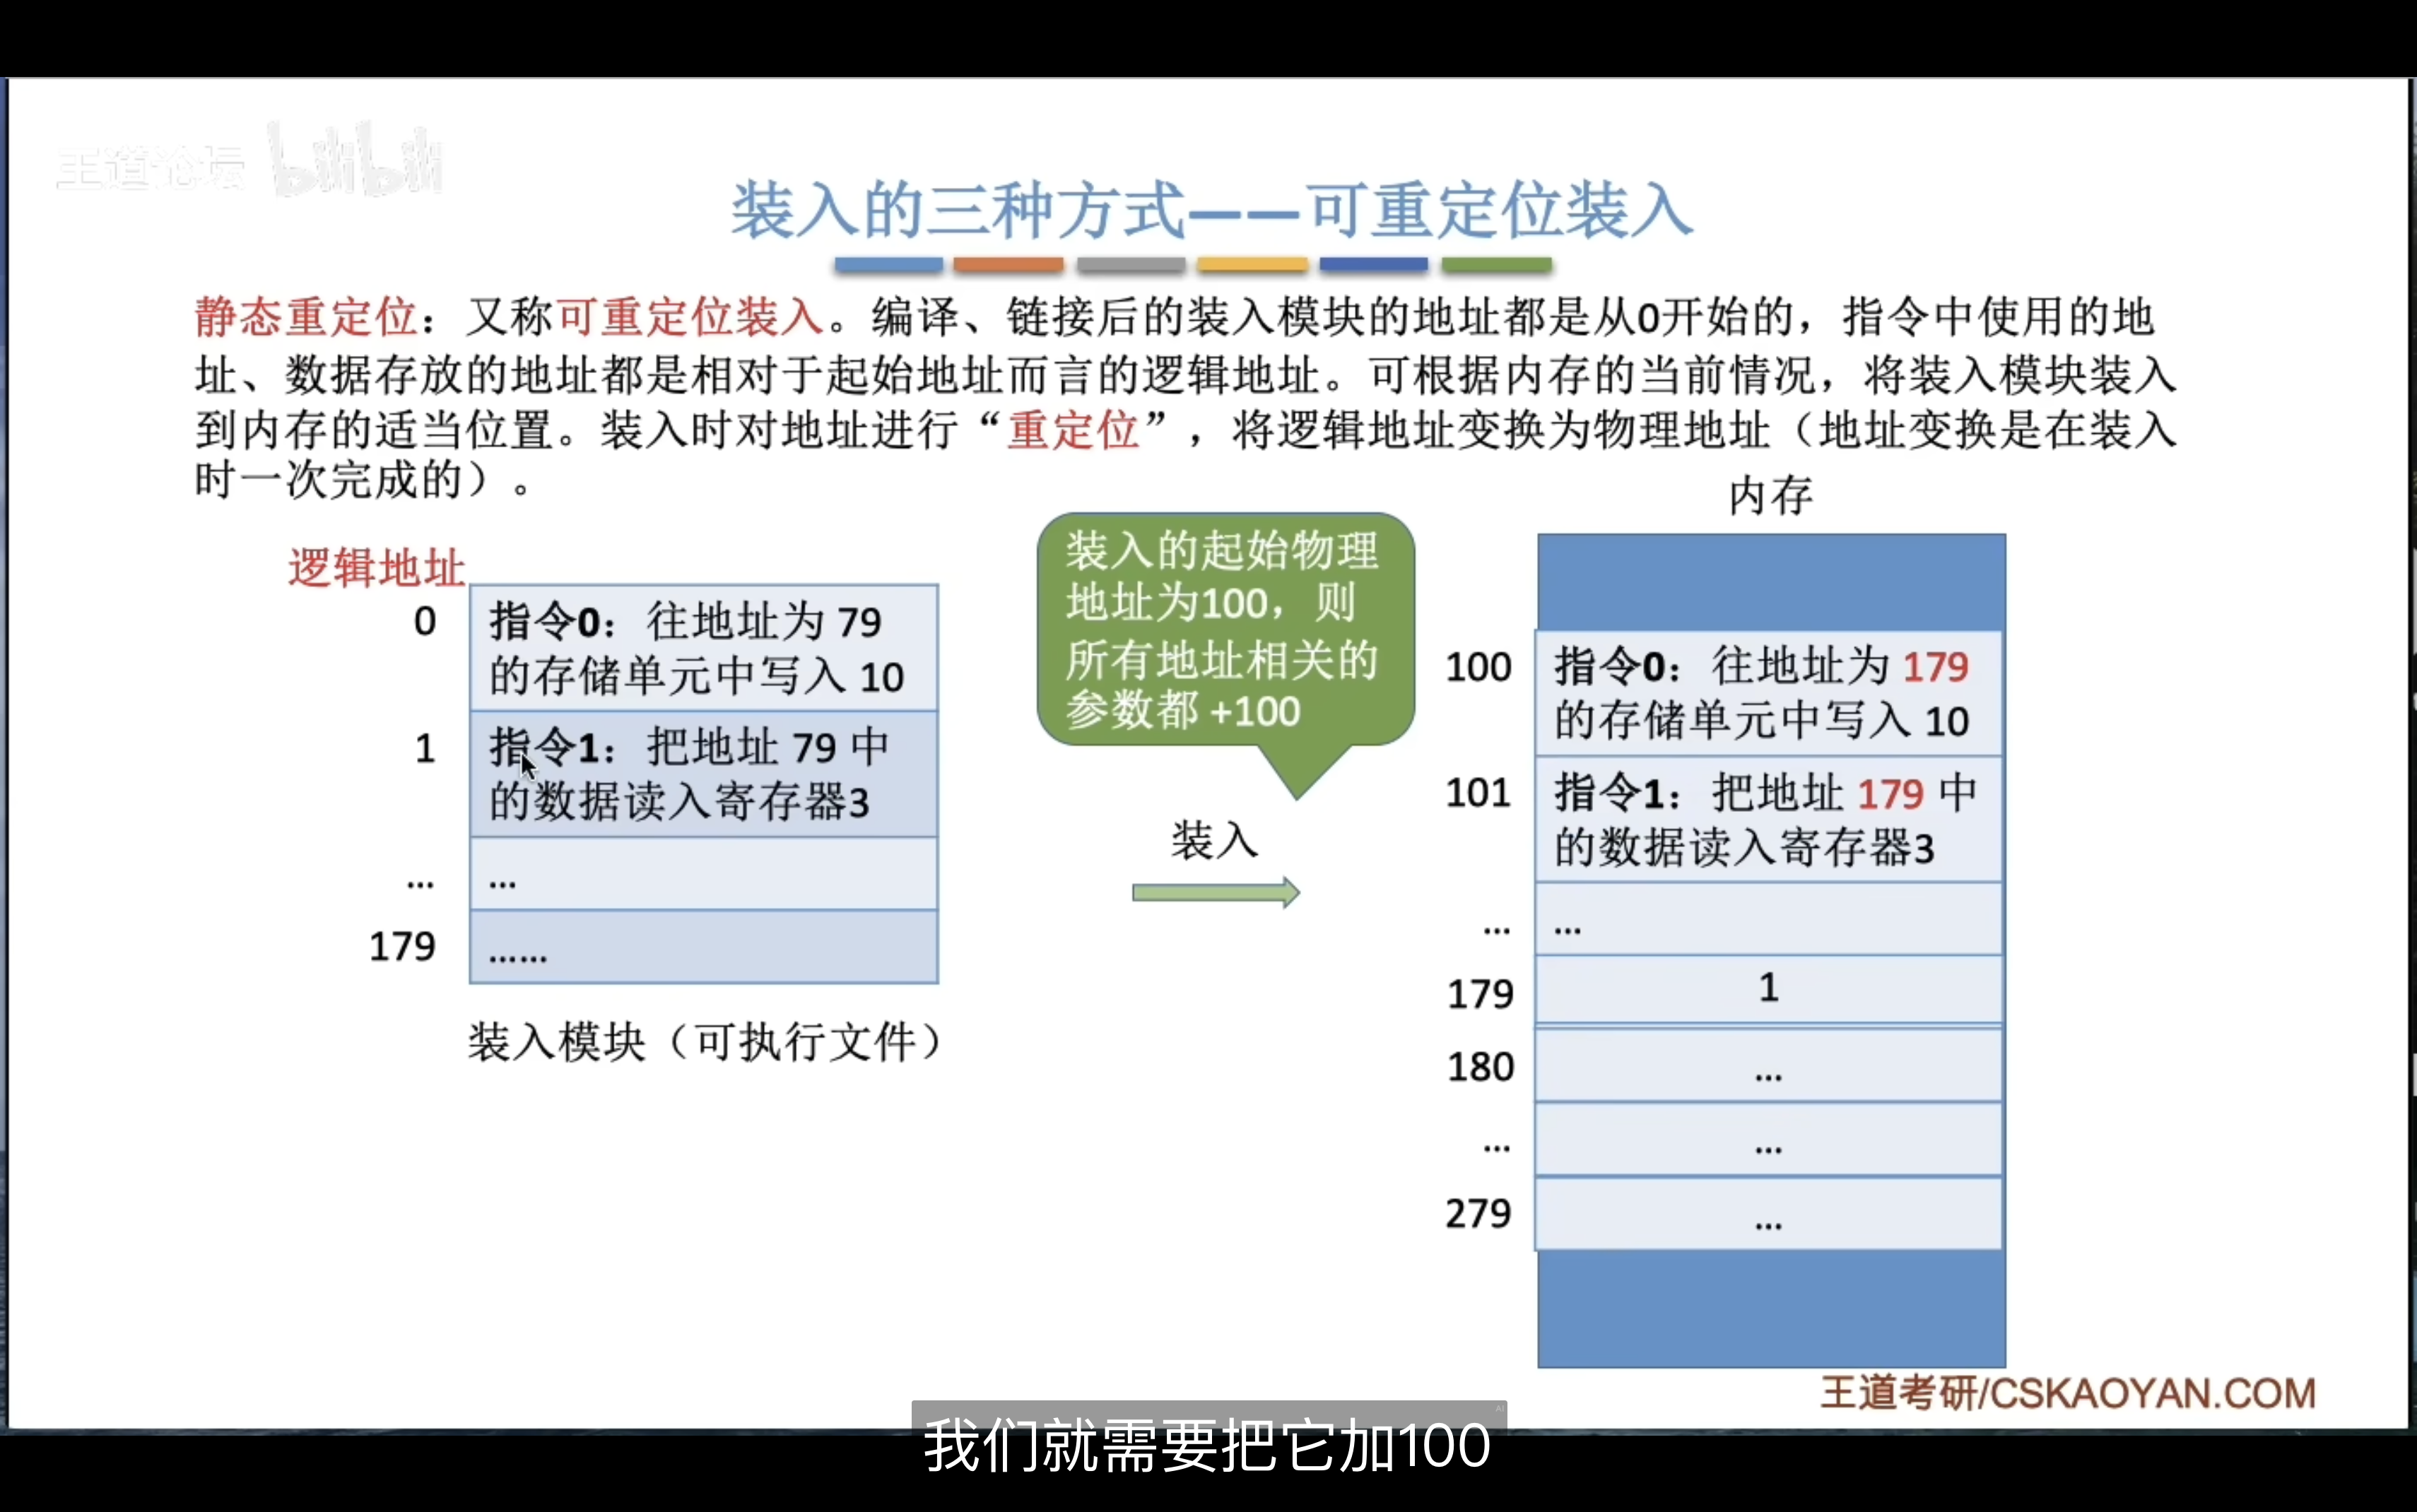 王道论坛 bilibili
装入的三种方式——可重定位装入
静态重定位：又称可重定位装入。编译、链接后的装入模块的地址都是从0开始的，指令中使用的地
址、数据存放的地址都是相对于起始地址而言的逻辑地址。可根据内存的当前情况，将装入模块装入
到内存的适当位置。装入时对地址进行“重定位”，将逻辑地址变换为物理地址（地址变换是在装入
时一次完成的）。
逻辑地址
0
指令0：往地址为 79
的存储单元中写入 10
1
指令1：把地址 79 中
的数据读入寄存器3
...
...
179
......
装入模块（可执行文件）
装入的起始物理
地址为100，则
所有地址相关的
参数都 +100
装入
内存
100
指令0：往地址为 179
的存储单元中写入 10
101
指令1：把地址 179 中
的数据读入寄存器3
...
...
179
1
180
...
...
...
279
...
王道考研/CSKAOYAN.COM
AI
我们就需要把它加100